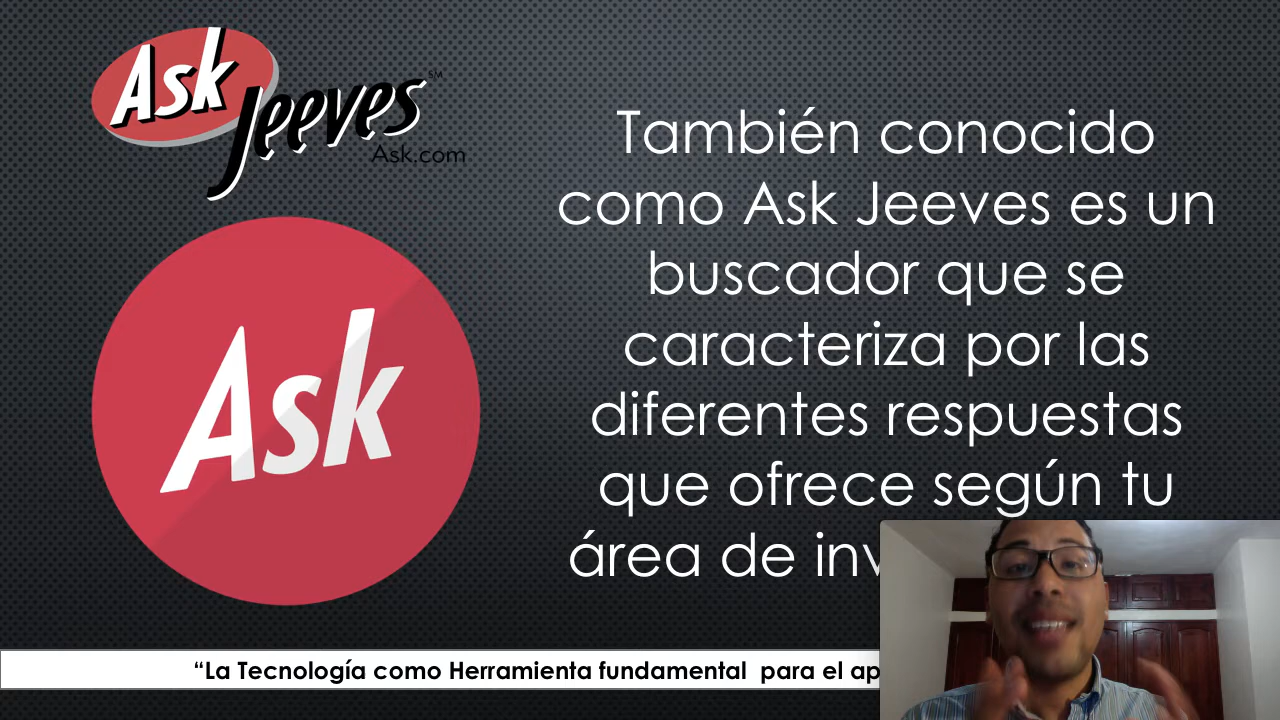 Ask
Jeeves SM
Ask.com
Ask
También conocido
como Ask Jeeves es un
buscador que se
caracteriza por las
diferentes respuestas
que ofrece según tu
área de
“La Tecnología como Herramienta fundamental para el